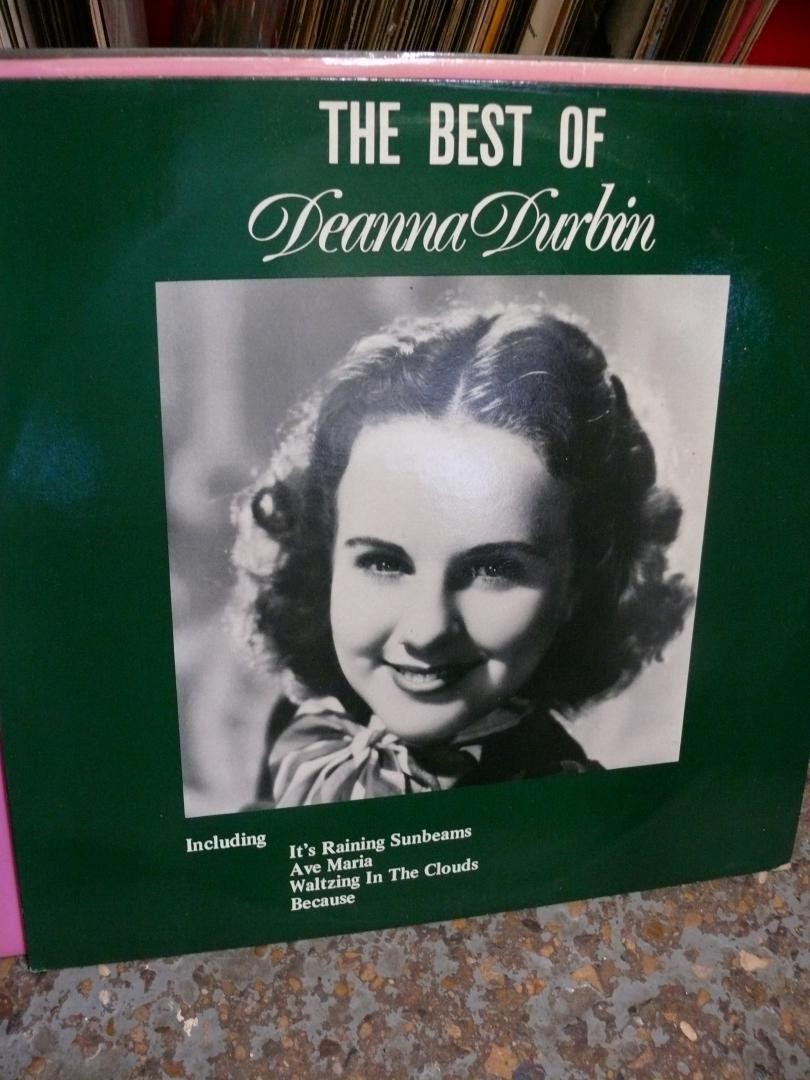 THE BEST OF
Deanna Durbin
Including
It's Raining Sunbeams
Ave Maria
Waltzing In The Clouds
Because